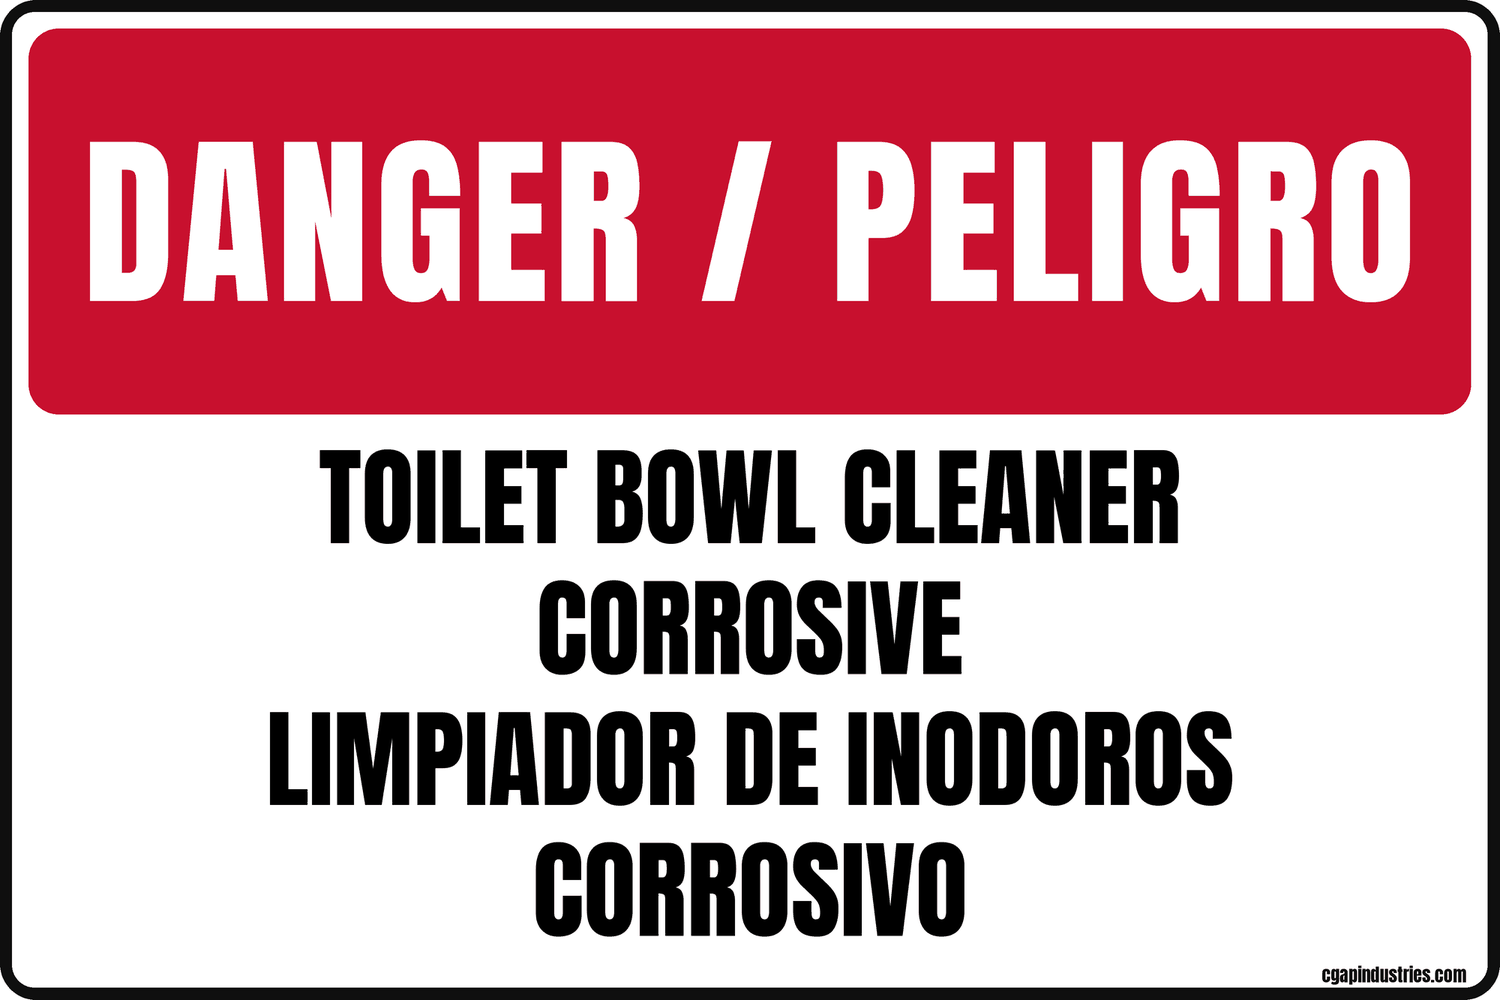 DANGER / PELIGRO
TOILET BOWL CLEANER
CORROSIVE
LIMPIADOR DE INODOROS
CORROSIVO
cgapindustries.com